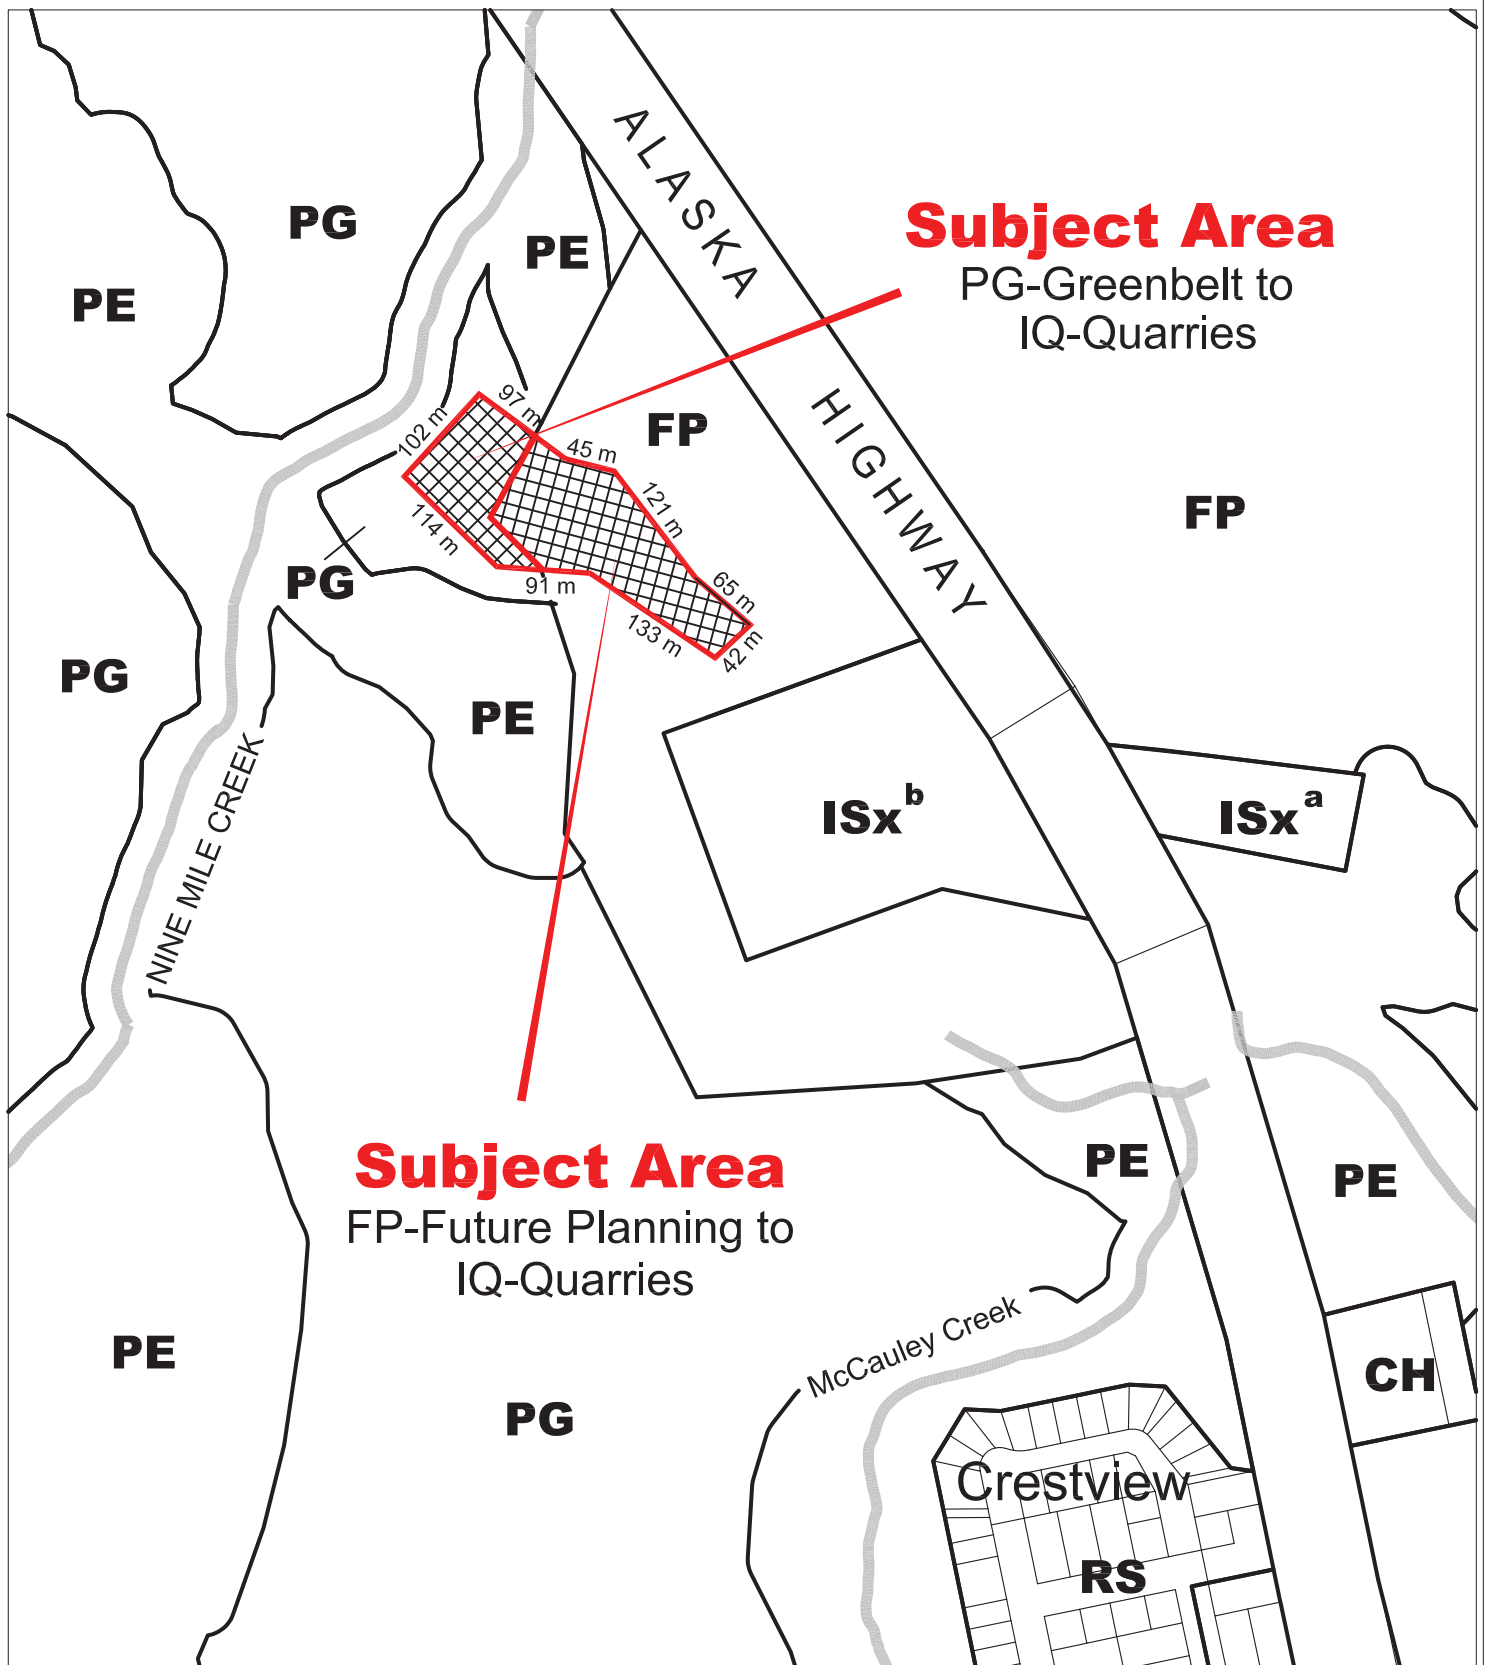 ALASKA
HIGHWAY
PG
PE
PE
Subject Area
PG-Greenbelt to
IQ-Quarries
97 m
102 m
45 m
FP
121 m
FP
114 m
PG
91 m
65 m
133 m
42 m
PG
PE
NINE MILE CREEK
ISx b
ISx a
Subject Area
FP-Future Planning to
IQ-Quarries
PE
PE
McCauley Creek
PE
PG
CH
Crestview
RS